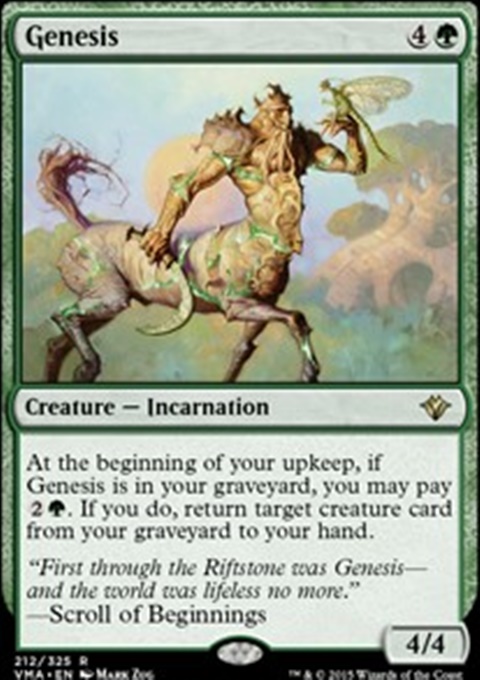 Genesis 4
Creature — Incarnation
At the beginning of your upkeep, if
Genesis is in your graveyard, you may pay
2 . If you do, return target creature card
from your graveyard to your hand.
“First through the Riftstone was Genesis—
and the world was lifeless no more.”
—Scroll of Beginnings
4/4
212/325 R
VMA • EN Mark Zug
™ & © 2015 Wizards of the Coast